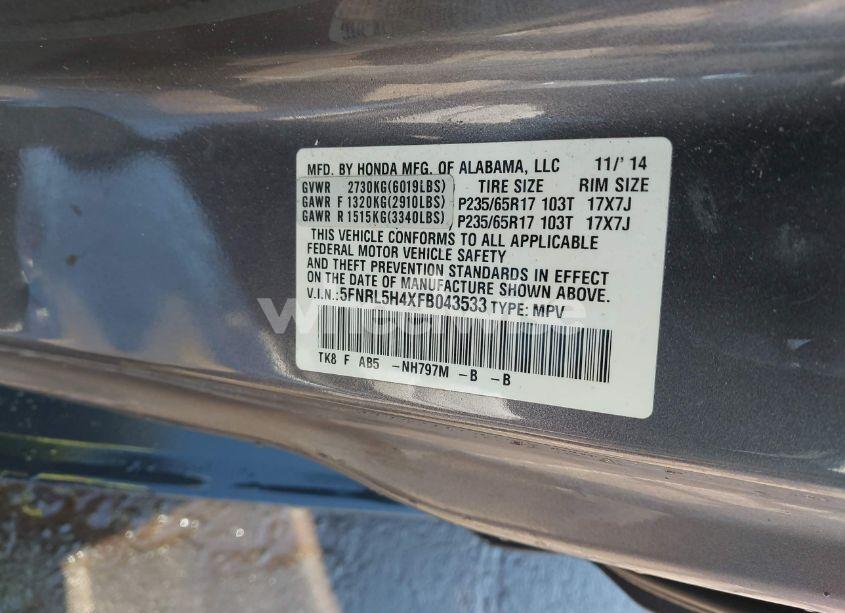 MFD. BY HONDA MFG. OF ALABAMA, LLC 11/' 14
GVWR 2730KG(6019LBS) TIRE SIZE RIM SIZE
GAWR F 1320KG(2910LBS) P235/65R17 103T 17X7J
GAWR R 1515KG(3340LBS) P235/65R17 103T 17X7J
THIS VEHICLE CONFORMS TO ALL APPLICABLE
FEDERAL MOTOR VEHICLE SAFETY
AND THEFT PREVENTION STANDARDS IN EFFECT
ON THE DATE OF MANUFACTURE SHOWN ABOVE.
V.I.N.:5FNRL5H4XFB043533 TYPE: MPV
TK8 F AB5 -NH797M -B -B